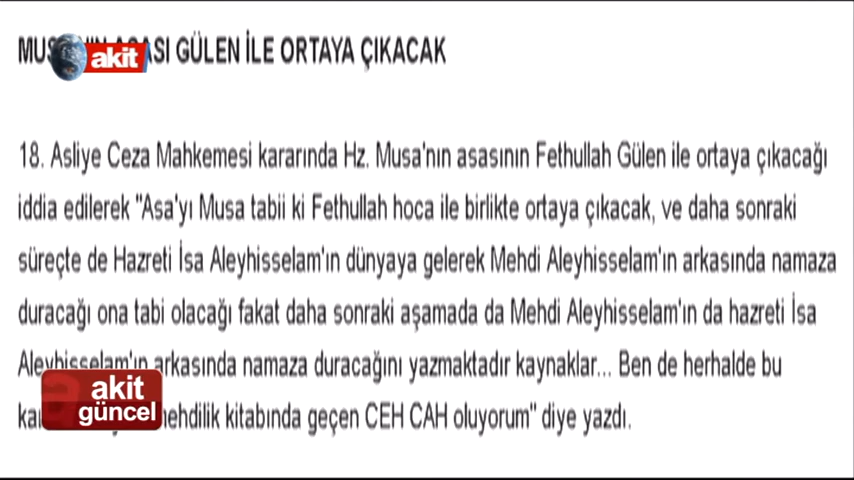 MUSA'NIN ASASI GÜLEN İLE ORTAYA ÇIKACAK
akit
18. Asliye Ceza Mahkemesi kararında Hz. Musa'nın asasının Fethullah Gülen ile ortaya çıkacağı
iddia edilerek "Asa'yı Musa tabii ki Fethullah hoca ile birlikte ortaya çıkacak, ve daha sonraki
süreçte de Hazreti İsa Aleyhisselam'ın dünyaya gelerek Mehdi Aleyhisselam'ın arkasında namaza
duracağı ona tabi olacağı fakat daha sonraki aşamada da Mehdi Aleyhisselam'ın da hazreti İsa
Aleyhisselam'ın arkasında namaza duracağını yazmaktadır kaynaklar... Ben de herhalde bu
mehdilik kitabında geçen CEH CAH oluyorum" diye yazdı.
akit
güncel